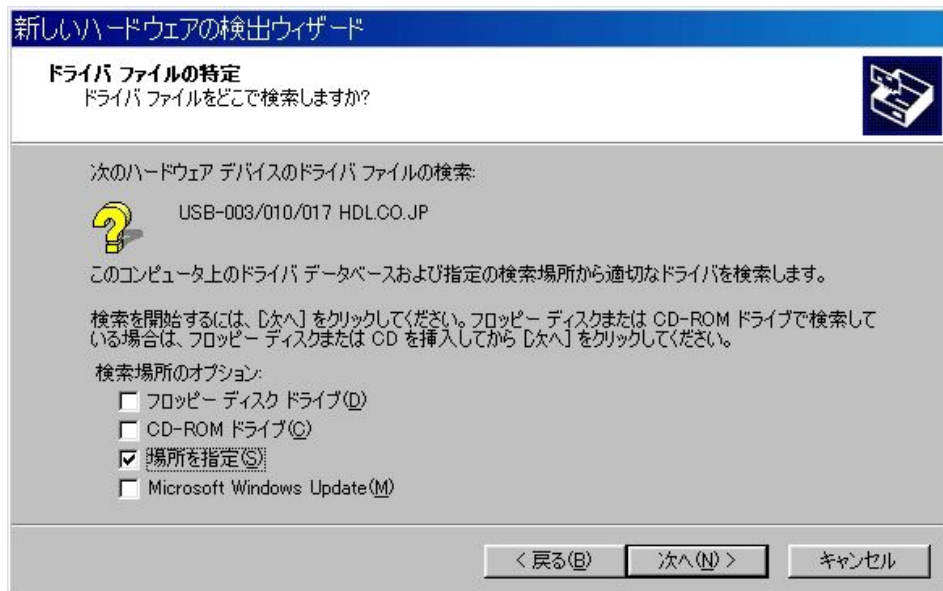 新しいハードウェアの検出ウィザード
ドライバ ファイルの特定
ドライバ ファイルをどこで検索しますか?
次のハードウェア デバイスのドライバ ファイルの検索:
USB-003/010/017 HDL.CO.JP
このコンピュータ上のドライバ データベースおよび指定の検索場所から適切なドライバを検索します。
検索を開始するには、[次へ] をクリックしてください。フロッピー ディスクまたは CD-ROM ドライブで検索して
いる場合は、フロッピー ディスクまたは CD を挿入してから [次へ] をクリックしてください。
検索場所のオプション:
フロッピー ディスク ドライブ(D)
CD-ROM ドライブ(C)
場所を指定(S)
Microsoft Windows Update(M)
< 戻る(B) 次へ(N) > キャンセル